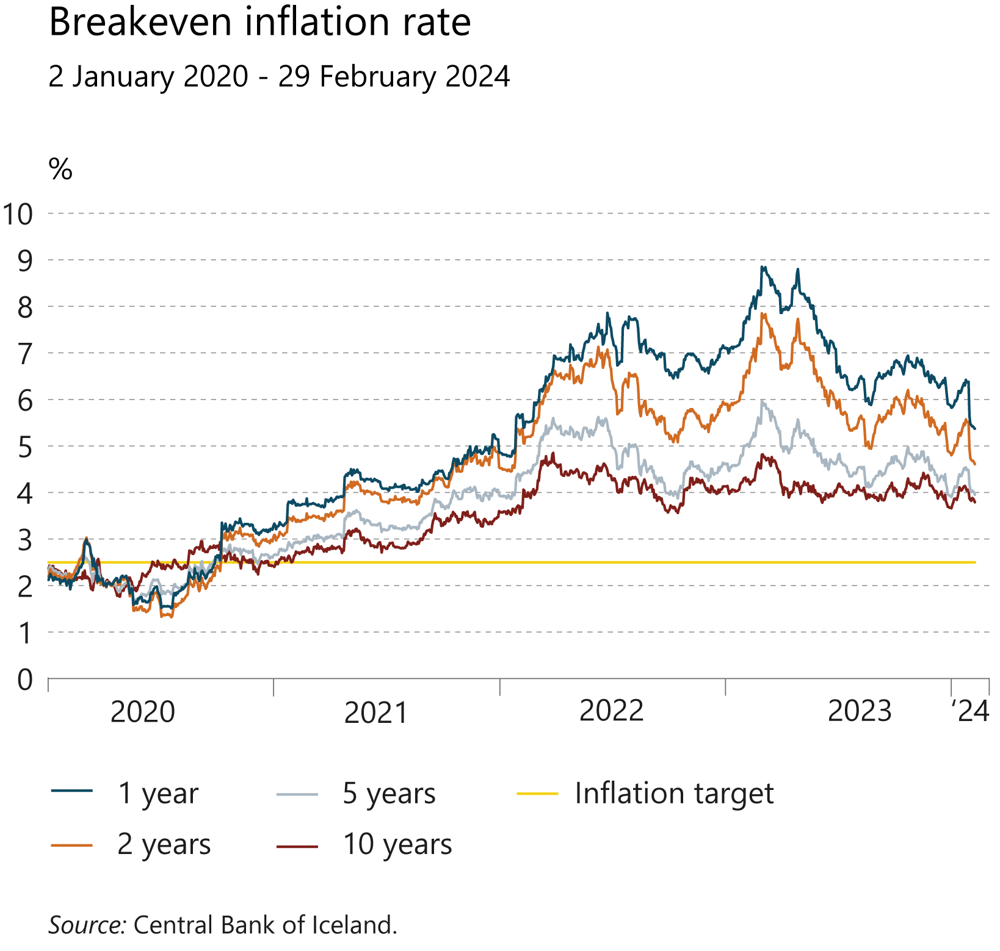 Breakeven inflation rate
2 January 2020 - 29 February 2024
%
10
9
8
7
6
5
4
3
2
1
0
2020 2021 2022 2023 ‘24
1 year 5 years Inflation target
2 years 10 years
Source: Central Bank of Iceland.